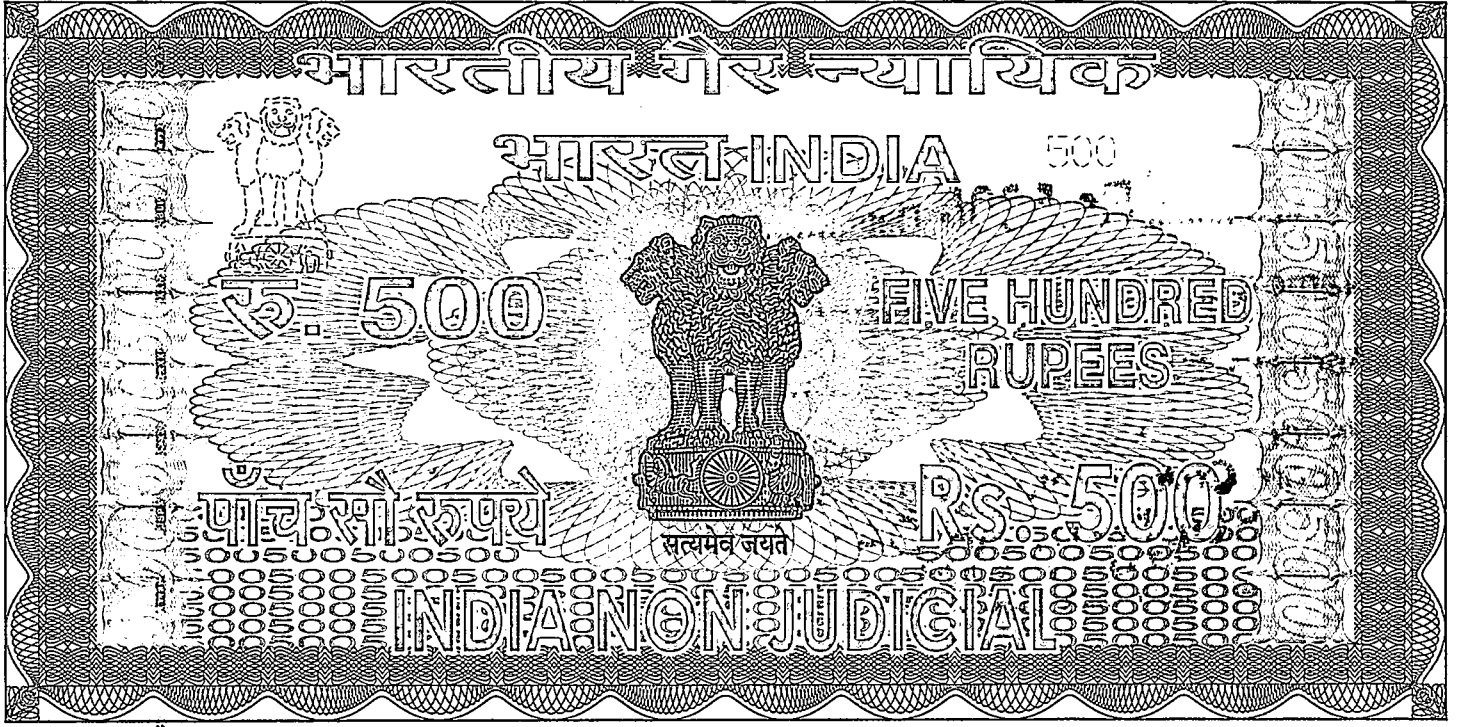 भारतीय गैर न्यायिक
भारत INDIA 500
रु. 500 FIVE HUNDRED
RUPEES
पाँच सौ रुपये Rs. 500
सत्यमेव जयते
INDIA NON JUDICIAL